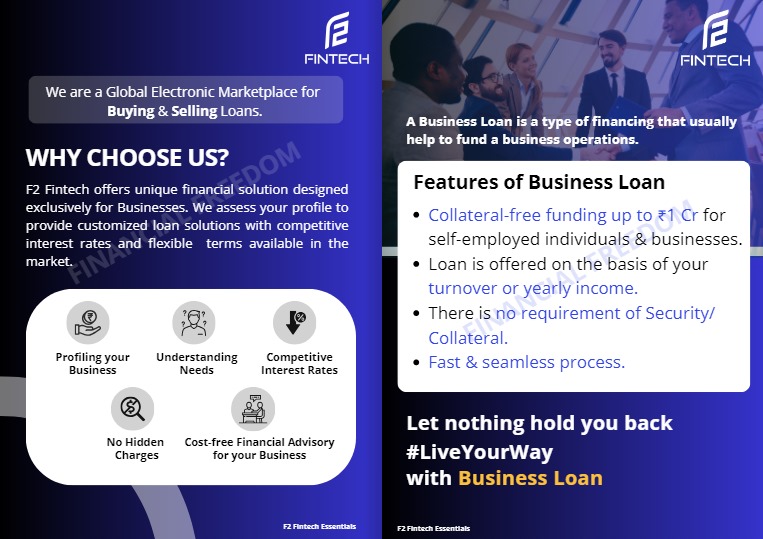 F2
FINTECH
We are a Global Electronic Marketplace for
Buying & Selling Loans.
WHY CHOOSE US?
F2 Fintech offers unique financial solution designed
exclusively for Businesses. We assess your profile to
provide customized loan solutions with competitive
interest rates and flexible terms available in the
market.
FINANCIAL FREEDOM
Profiling your
Business
Understanding
Needs
Competitive
Interest Rates
No Hidden
Charges
Cost-free Financial Advisory
for your Business
F2 Fintech Essentials
F2
FINTECH
A Business Loan is a type of financing that usually
help to fund a business operations.
Features of Business Loan
• Collateral-free funding up to ₹1 Cr for
self-employed individuals & businesses.
• Loan is offered on the basis of your
turnover or yearly income.
• There is no requirement of Security/
Collateral.
• Fast & seamless process.
FINANCIAL FREEDOM
Let nothing hold you back
#LiveYourWay
with Business Loan
F2 Fintech Essentials